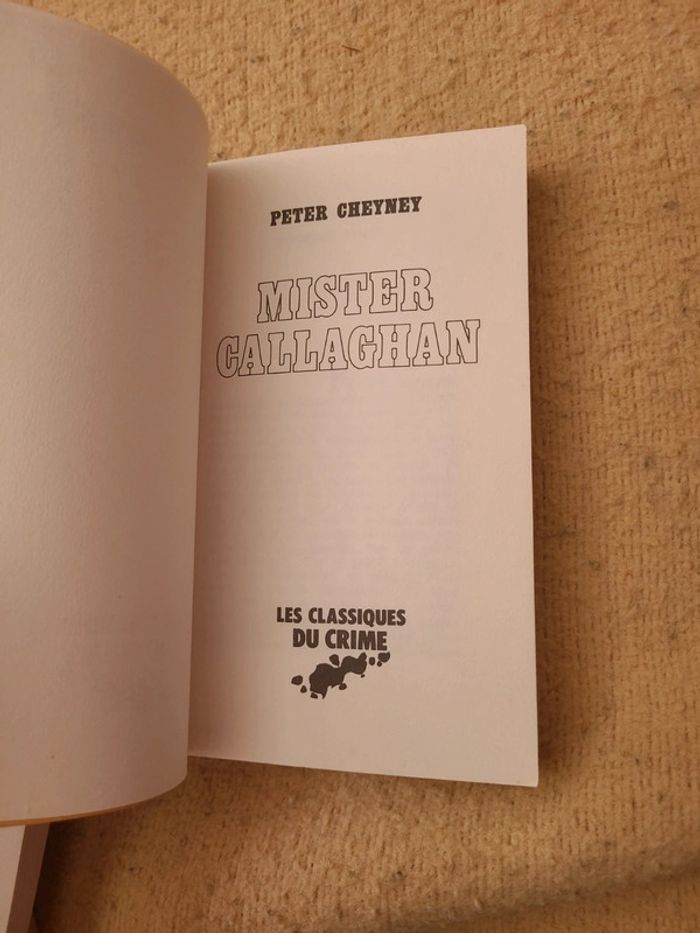 PETER CHEYNEY
MISTER
CALLAGHAN
LES CLASSIQUES
DU CRIME